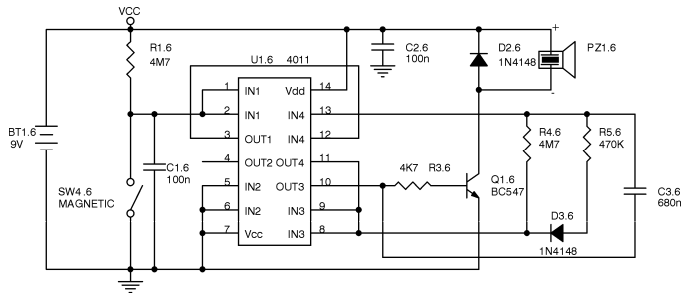 VCC
+
R1.6
4M7
U1.6 4011
C2.6
100n
D2.6
1N4148
PZ1.6
-
1 IN1 Vdd 14
2 IN1 IN4 13
3 OUT1 IN4 12
4 OUT2 OUT4 11
5 IN2 OUT3 10
6 IN2 IN3 9
7 Vcc IN3 8
BT1.6
9V
C1.6
100n
SW4.6
MAGNETIC
4K7 R3.6
Q1.6
BC547
R4.6
4M7
R5.6
470K
C3.6
680n
D3.6
1N4148